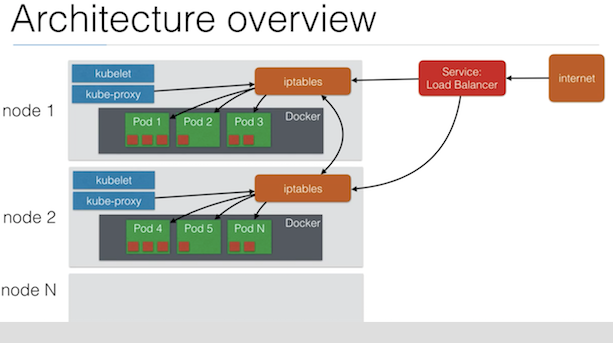 Architecture overview
node 1
kubelet
kube-proxy
iptables
Service:
Load Balancer
internet
Docker
Pod 1
Pod 2
Pod 3
node 2
kubelet
kube-proxy
iptables
Docker
Pod 4
Pod 5
Pod N
node N